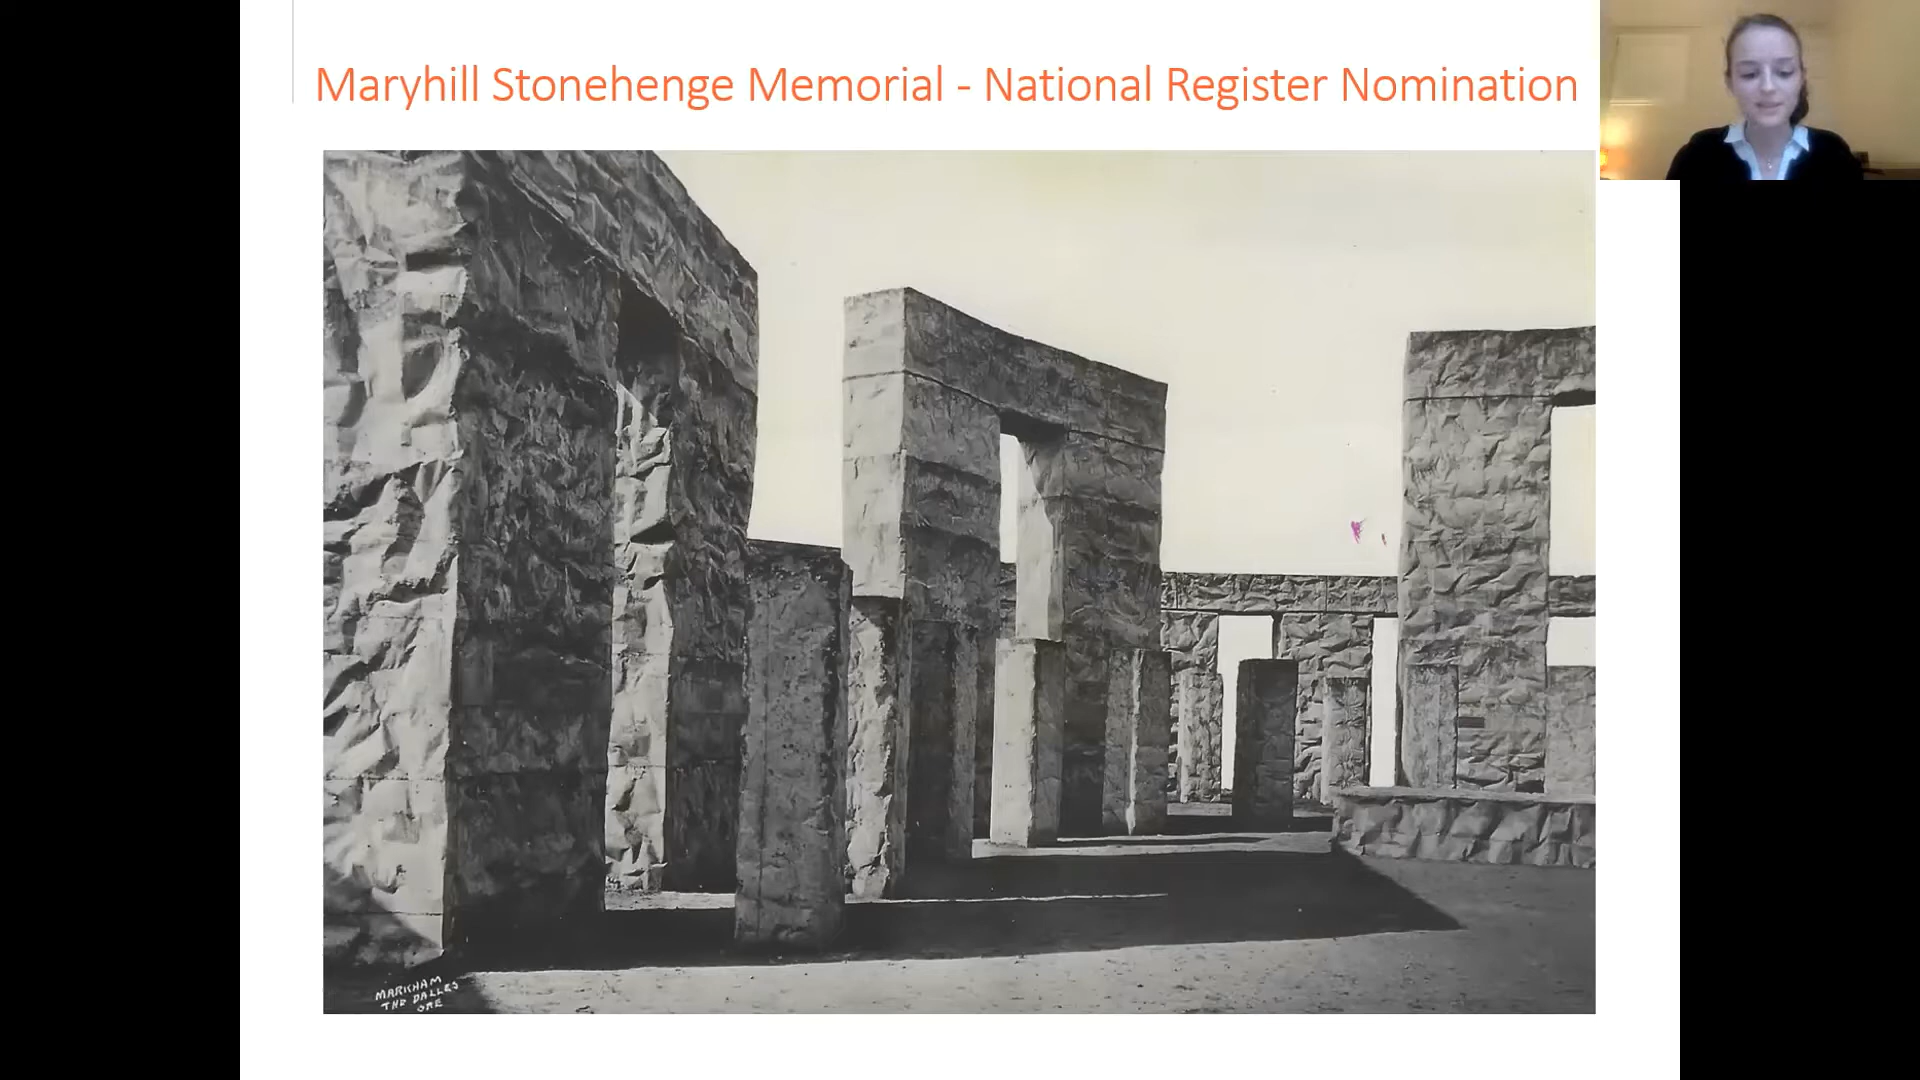 Maryhill Stonehenge Memorial - National Register Nomination
MARKHAM
THE DALLES
ORE